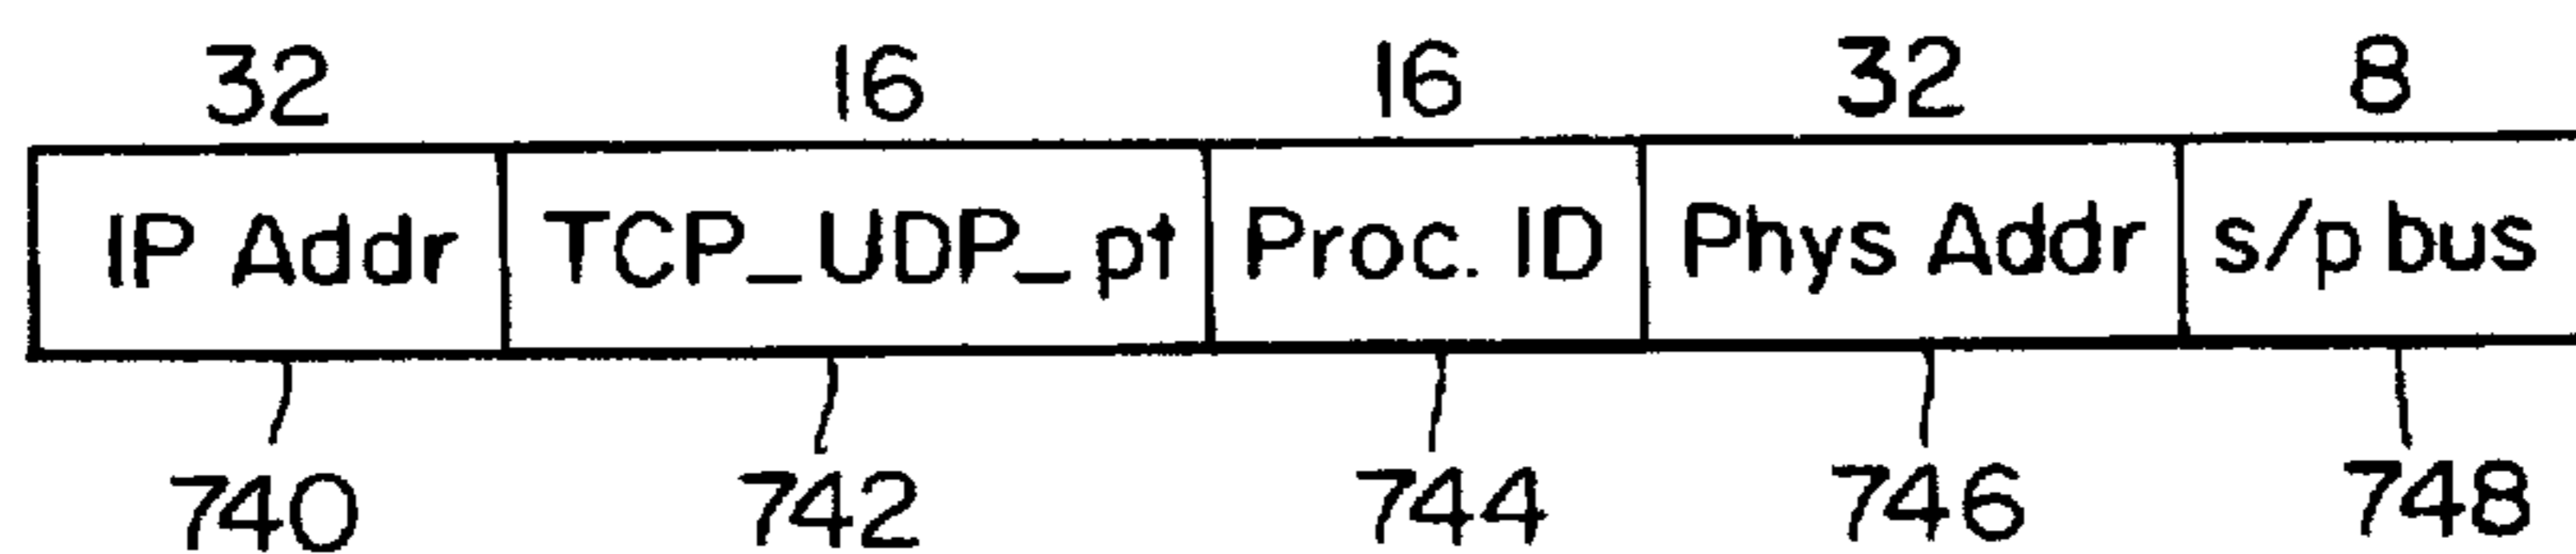 32 16 16 32 8
IP Addr TCP_UDP_pt Proc. ID Phys Addr s/p bus
740 742 744 746 748